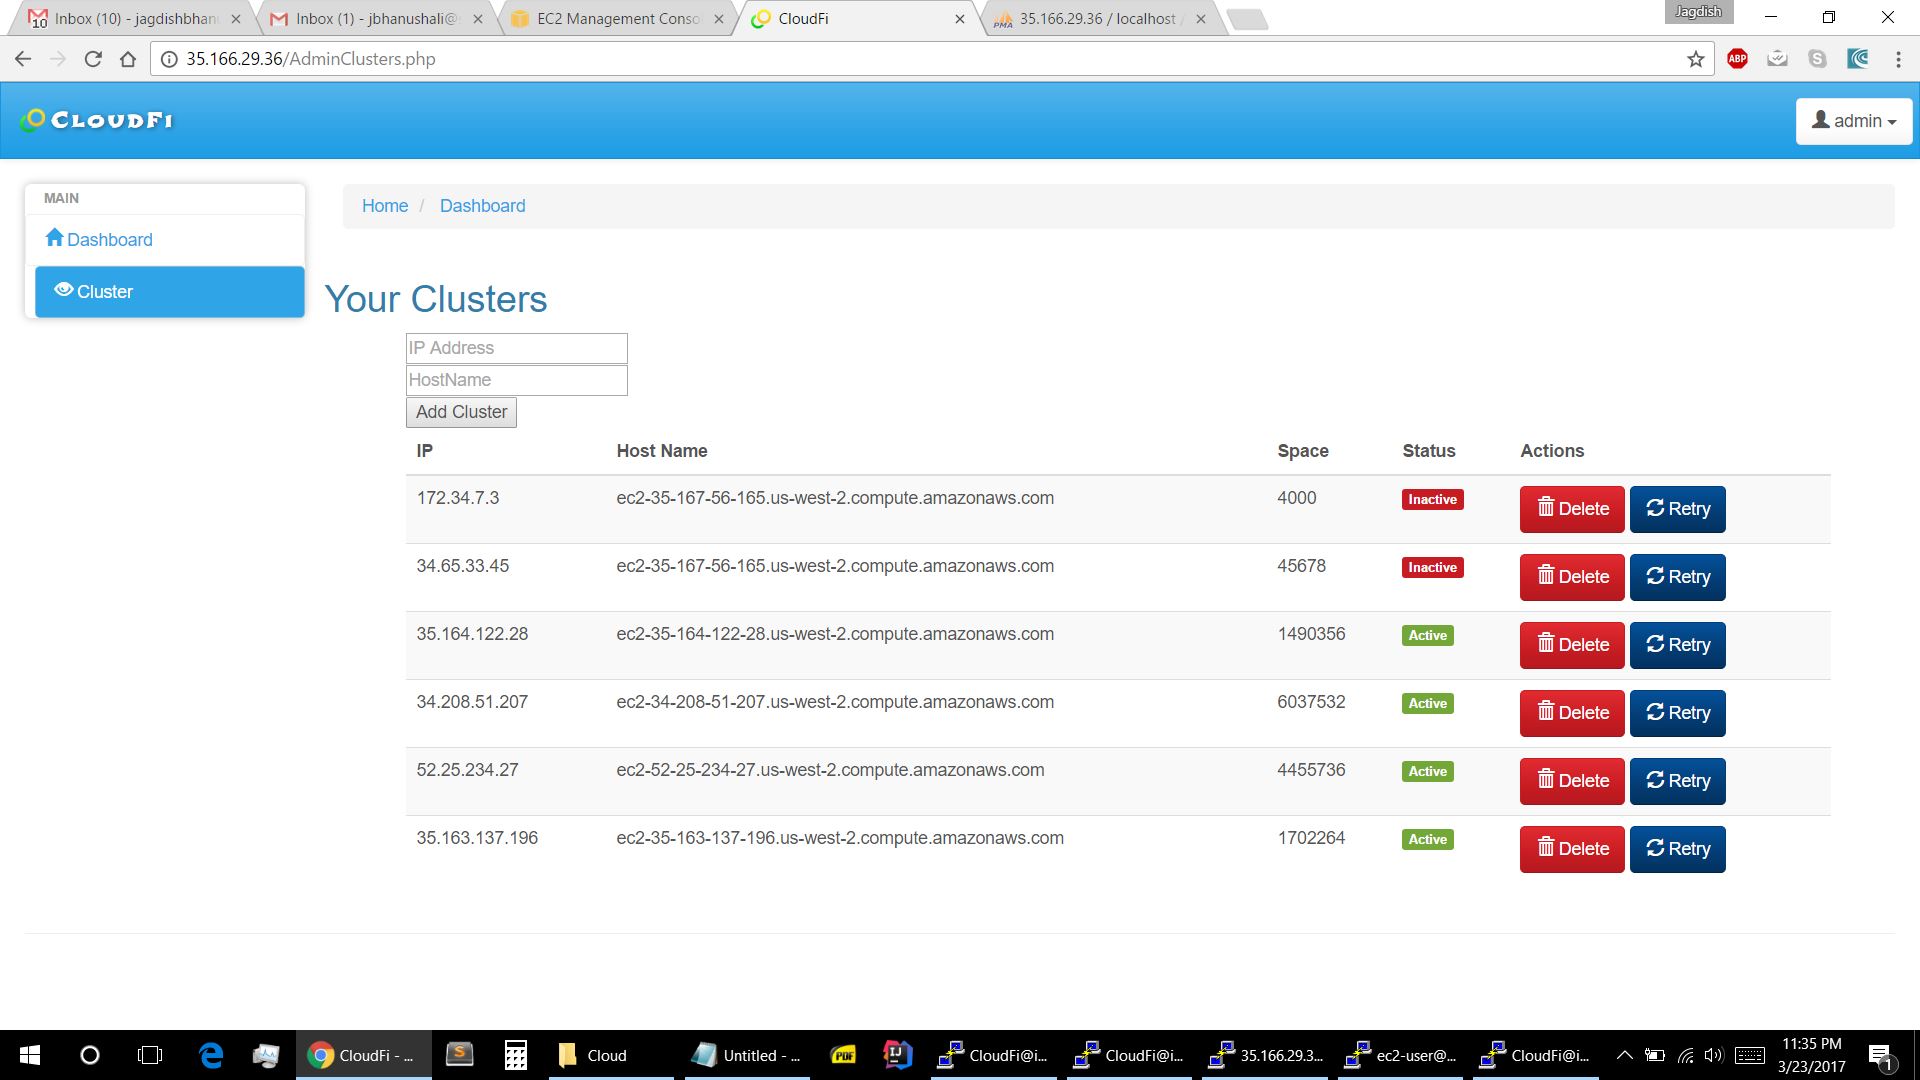 Inbox (10) - jagdishbhan
Inbox (1) - jbhanushali@
EC2 Management Conso
CloudFi
35.166.29.36 / localhost /
Jagdish
35.166.29.36/AdminClusters.php
ABP
CLOUDFI
admin
MAIN
Dashboard
Cluster
Home / Dashboard
Your Clusters
IP Address
HostName
Add Cluster
IP Host Name Space Status Actions
172.34.7.3 ec2-35-167-56-165.us-west-2.compute.amazonaws.com 4000 Inactive Delete Retry
34.65.33.45 ec2-35-167-56-165.us-west-2.compute.amazonaws.com 45678 Inactive Delete Retry
35.164.122.28 ec2-35-164-122-28.us-west-2.compute.amazonaws.com 1490356 Active Delete Retry
34.208.51.207 ec2-34-208-51-207.us-west-2.compute.amazonaws.com 6037532 Active Delete Retry
52.25.234.27 ec2-52-25-234-27.us-west-2.compute.amazonaws.com 4455736 Active Delete Retry
35.163.137.196 ec2-35-163-137-196.us-west-2.compute.amazonaws.com 1702264 Active Delete Retry
CloudFi - ...
Cloud
Untitled - ...
PDF
IJ
CloudFi@i...
CloudFi@i...
35.166.29.3...
ec2-user@...
CloudFi@i...
11:35 PM
3/23/2017
1